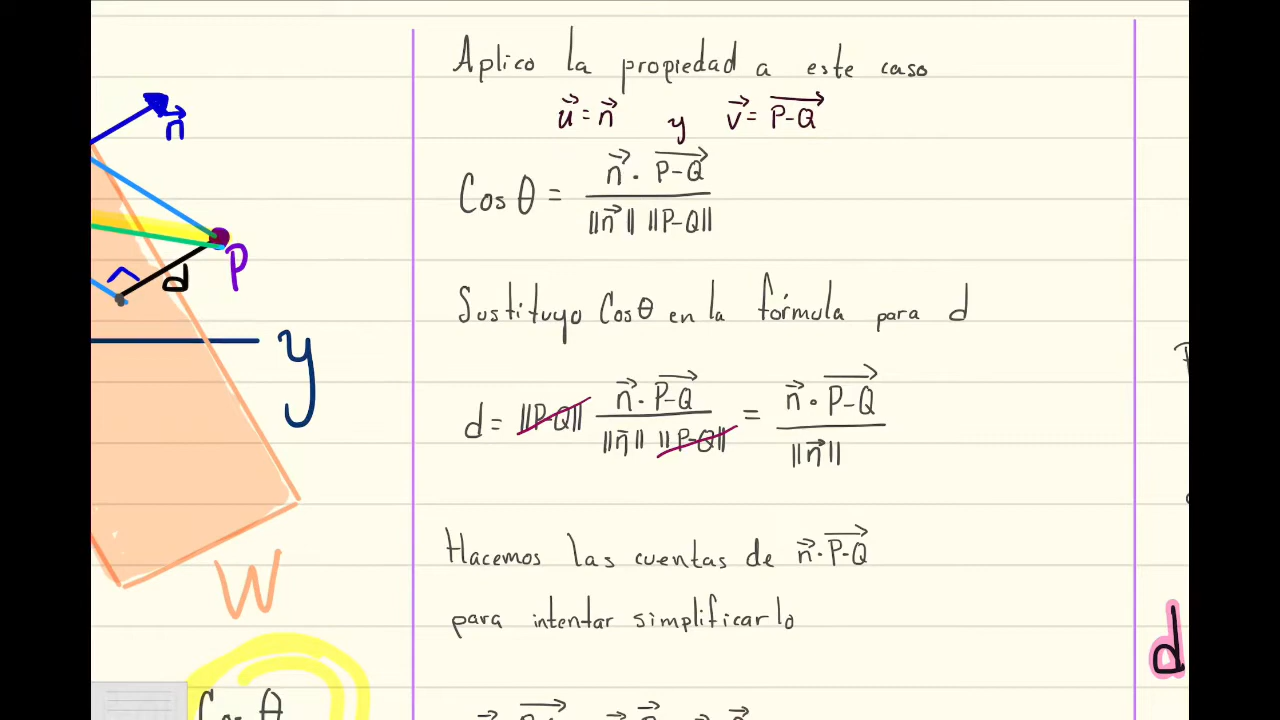 n⃗
P
d
y
W
Cos θ
Aplico la propiedad a este caso
u⃗ = n⃗ y v⃗ = P-Q
Cos θ = n⃗ · P-Q / ||n⃗|| ||P-Q||
Sustituyo Cosθ en la fórmula para d
d = ||P-Q|| n⃗ · P-Q / ||n⃗|| ||P-Q|| = n⃗ · P-Q / ||n⃗||
Hacemos las cuentas de n⃗ · P-Q
para intentar simplificarlo
d